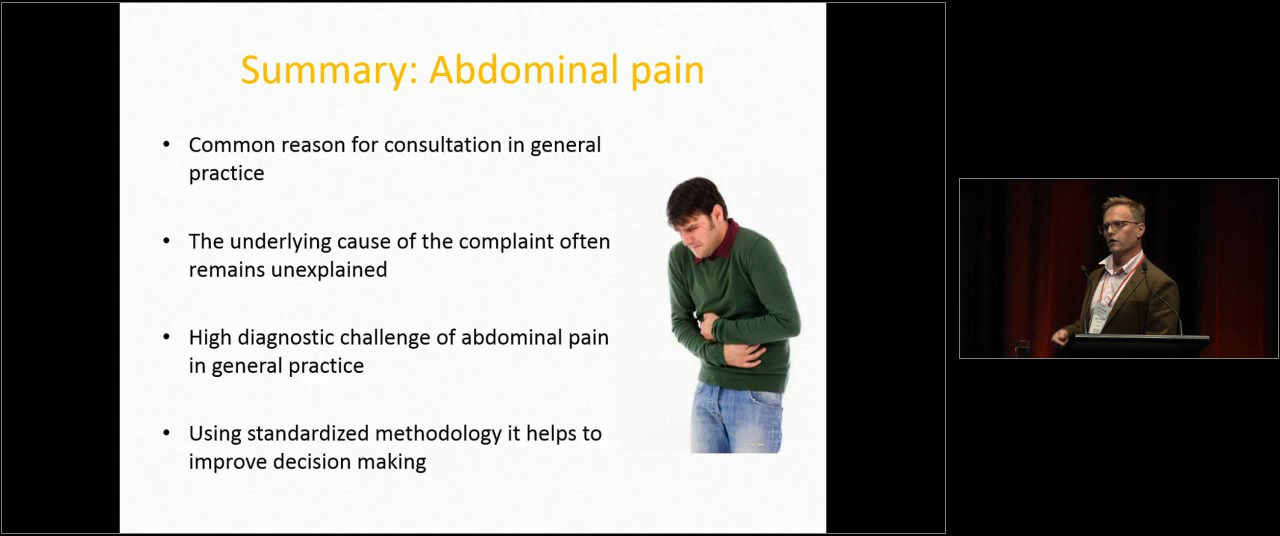 Summary: Abdominal pain
• Common reason for consultation in general
practice
• The underlying cause of the complaint often
remains unexplained
• High diagnostic challenge of abdominal pain
in general practice
• Using standardized methodology it helps to
improve decision making